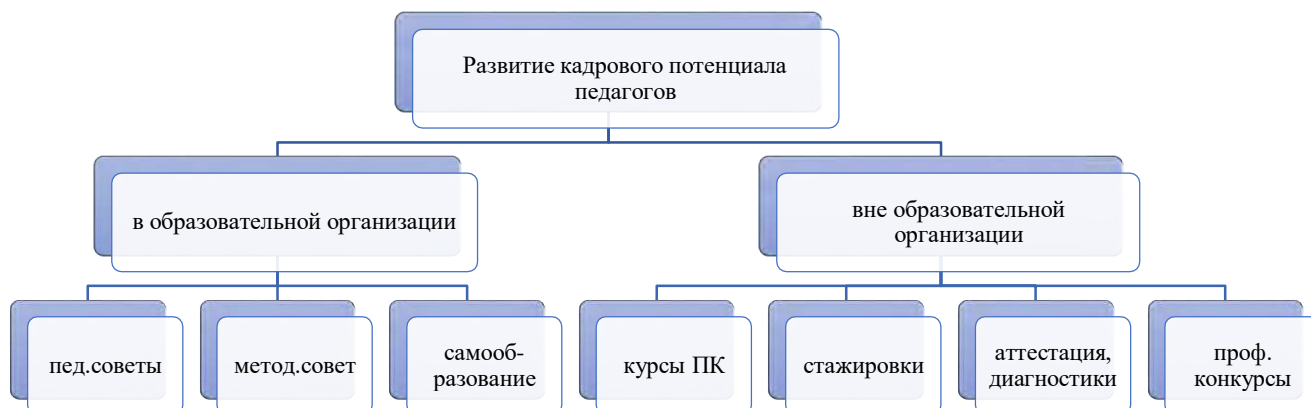 Развитие кадрового потенциала
педагогов
в образовательной организации
вне образовательной
организации
пед.советы
метод.совет
самооб-
разование
курсы ПК
стажировки
аттестация,
диагностики
проф.
конкурсы